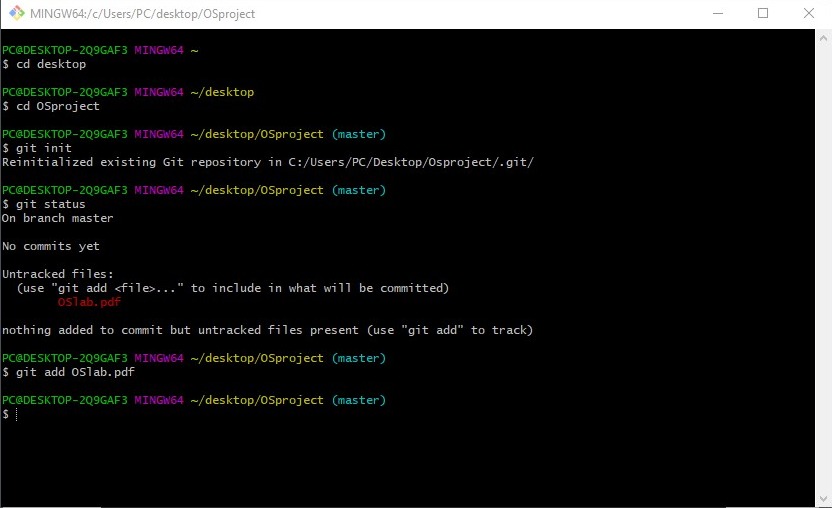 MINGW64:/c/Users/PC/desktop/OSproject
PC@DESKTOP-2Q9GAF3 MINGW64 ~
$ cd desktop
PC@DESKTOP-2Q9GAF3 MINGW64 ~/desktop
$ cd OSproject
PC@DESKTOP-2Q9GAF3 MINGW64 ~/desktop/OSproject (master)
$ git init
Reinitialized existing Git repository in C:/Users/PC/Desktop/Osproject/.git/
PC@DESKTOP-2Q9GAF3 MINGW64 ~/desktop/OSproject (master)
$ git status
On branch master
No commits yet
Untracked files:
(use "git add <file>..." to include in what will be committed)
OSlab.pdf
nothing added to commit but untracked files present (use "git add" to track)
PC@DESKTOP-2Q9GAF3 MINGW64 ~/desktop/OSproject (master)
$ git add OSlab.pdf
PC@DESKTOP-2Q9GAF3 MINGW64 ~/desktop/OSproject (master)
$